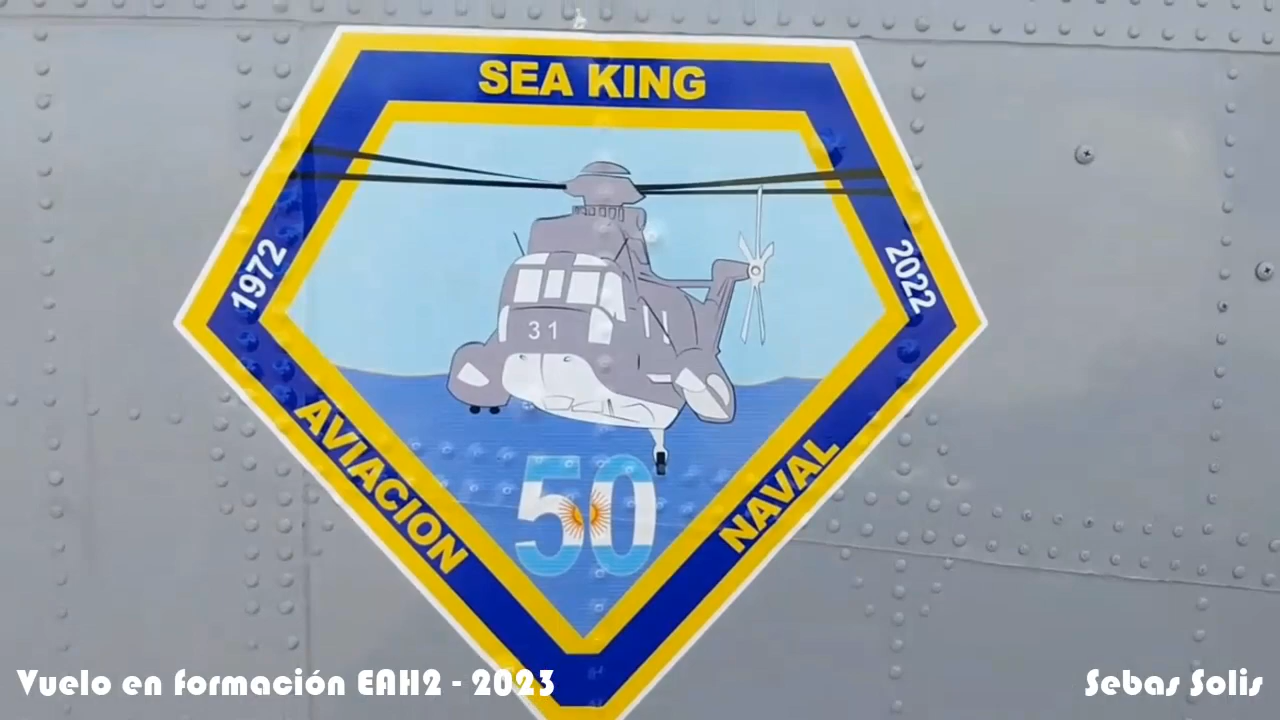 SEA KING
1972
2022
31
AVIACION
NAVAL
50
Vuelo en formación EAH2 - 2023
Sebas Solis